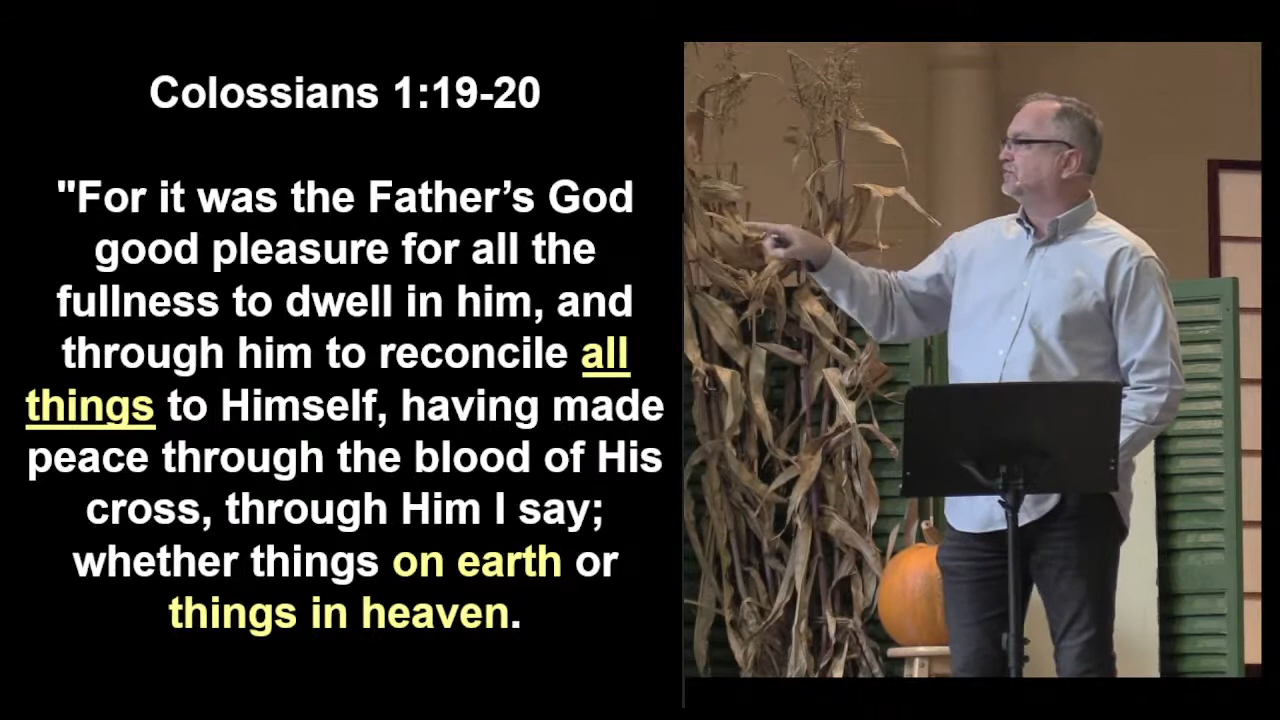 Colossians 1:19-20
"For it was the Father’s God
good pleasure for all the
fullness to dwell in him, and
through him to reconcile all
things to Himself, having made
peace through the blood of His
cross, through Him I say;
whether things on earth or
things in heaven.